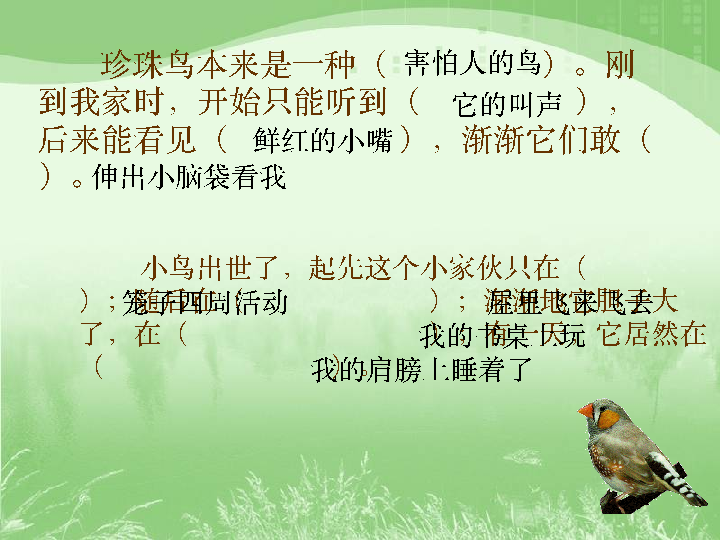 珍珠鸟本来是一种（害怕人的鸟）。刚
到我家时，开始只能听到（ 它的叫声 ），
后来能看见（ 鲜红的小嘴 ），渐渐它们敢（
）。伸出小脑袋看我
小鸟出世了，起先这个小家伙只在（
）；随后在（笼子四周活动 ）；渐渐地它胆子大
屋里飞来飞去
了，在（ 我的书桌上玩 有一天，它居然在
（ 我的肩膀上睡着了 ）。